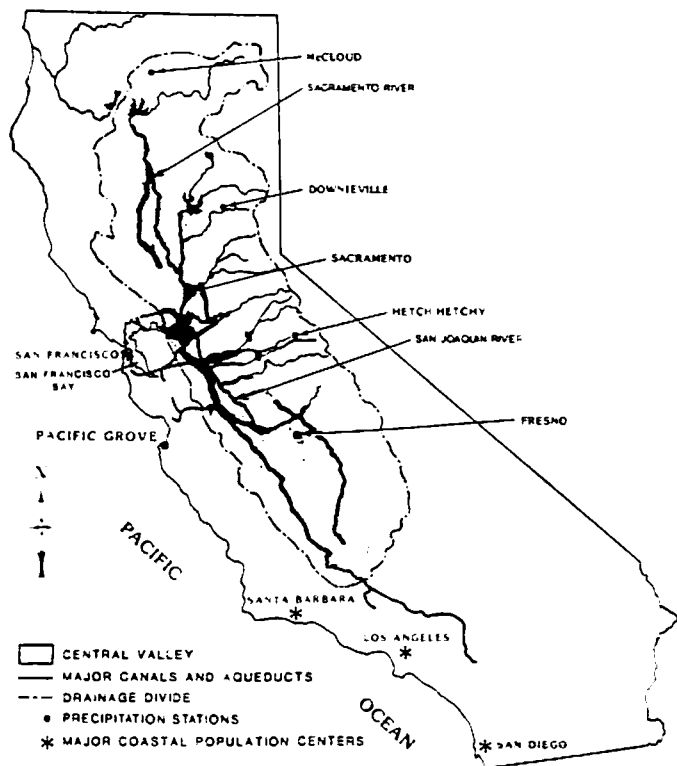 McCLOUD
SACRAMENTO RIVER
DOWNIEVILLE
SACRAMENTO
HETCH HETCHY
SAN JOAQUIN RIVER
SAN FRANCISCO
SAN FRANCISCO
BAY
FRESNO
PACIFIC GROVE
N
PACIFIC
SANTA BARBARA
LOS ANGELES
CENTRAL VALLEY
MAJOR CANALS AND AQUEDUCTS
DRAINAGE DIVIDE
PRECIPITATION STATIONS
MAJOR COASTAL POPULATION CENTERS
OCEAN
SAN DIEGO